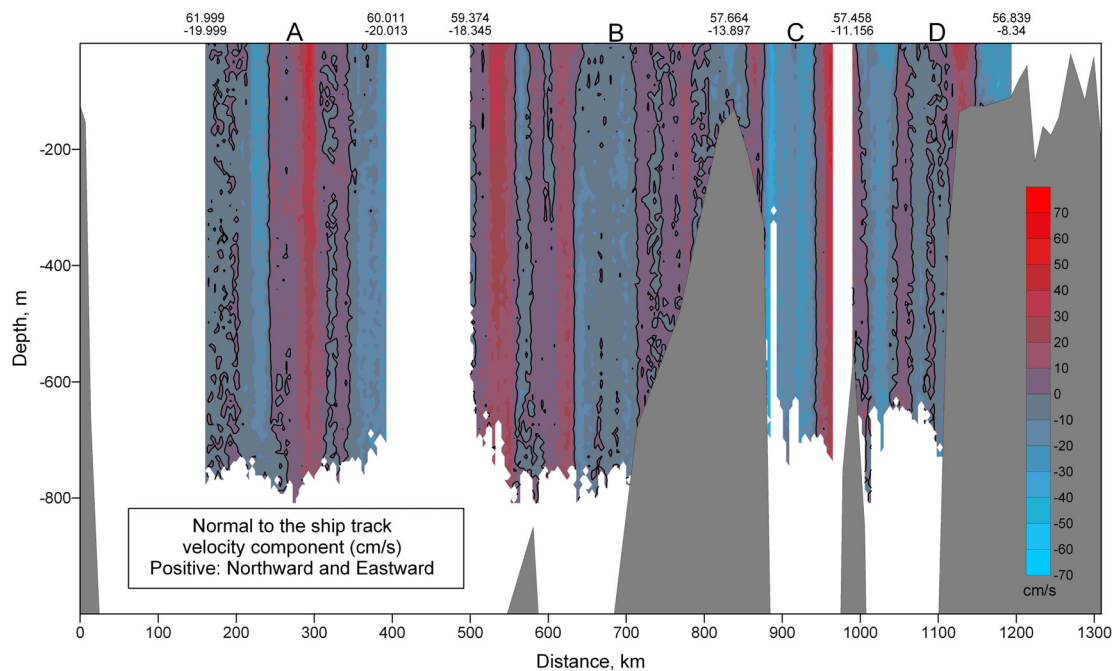 61.999 60.011 59.374 57.664 57.458 56.839
-19.999 A -20.013 -18.345 B -13.897 C -11.156 D -8.34
-200
-400
-600
-800
Depth, m
70
60
50
40
30
20
10
0
-10
-20
-30
-40
-50
-60
-70
cm/s
Normal to the ship track
velocity component (cm/s)
Positive: Northward and Eastward
0 100 200 300 400 500 600 700 800 900 1000 1100 1200 1300
Distance, km